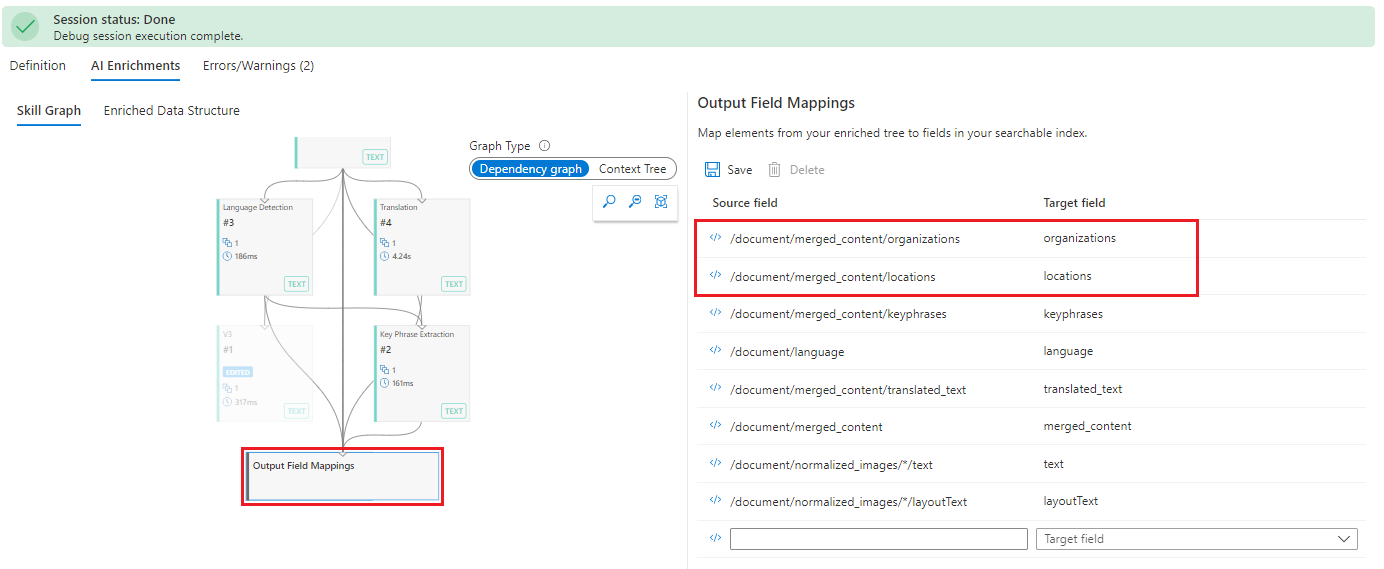 Session status: Done
Debug session execution complete.
Definition
AI Enrichments
Errors/Warnings (2)
Skill Graph
Enriched Data Structure
TEXT
Graph Type
Dependency graph
Context Tree
Language Detection
#3
1
186ms
TEXT
Translation
#4
1
4.24s
TEXT
V3
#1
EDITED
1
317ms
TEXT
Key Phrase Extraction
#2
1
161ms
TEXT
Output Field Mappings
Output Field Mappings
Map elements from your enriched tree to fields in your searchable index.
Save
Delete
Source field Target field
</> /document/merged_content/organizations organizations
</> /document/merged_content/locations locations
</> /document/merged_content/keyphrases keyphrases
</> /document/language language
</> /document/merged_content/translated_text translated_text
</> /document/merged_content merged_content
</> /document/normalized_images/*/text text
</> /document/normalized_images/*/layoutText layoutText
</> Target field